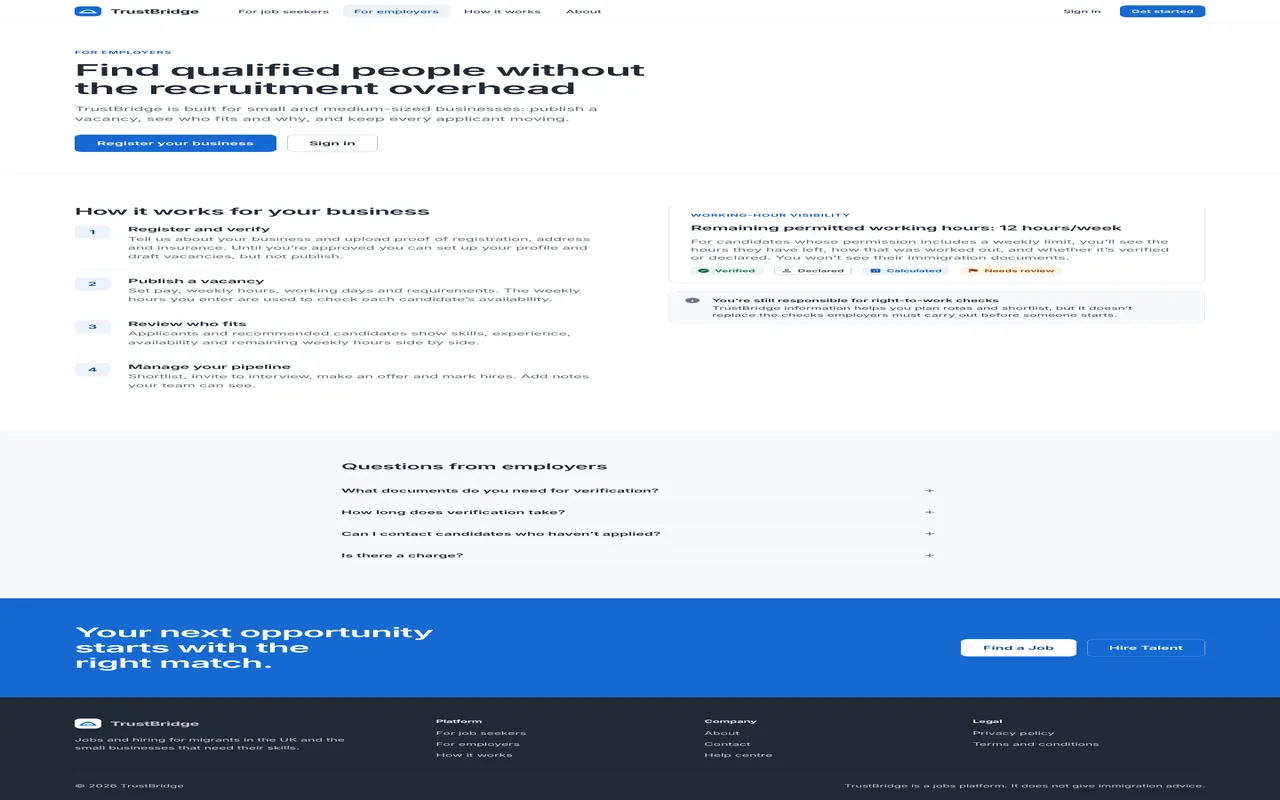 TrustBridge
For job seekers
For employers
How it works
About
Sign in
Get started
FOR EMPLOYERS
Find qualified people without
the recruitment overhead
TrustBridge is built for small and medium-sized businesses: publish a
vacancy, see who fits and why, and keep every applicant moving.
Register your business
Sign in
How it works for your business
1
Register and verify
Tell us about your business and upload proof of registration, address
and insurance. Until you're approved you can set up your profile and
draft vacancies, but not publish.
2
Publish a vacancy
Set pay, weekly hours, working days and requirements. The weekly
hours you enter are used to check each candidate's availability.
3
Review who fits
Applicants and recommended candidates show skills, experience,
availability and remaining weekly hours side by side.
4
Manage your pipeline
Shortlist, invite to interview, make an offer and mark hires. Add notes
your team can see.
WORKING-HOUR VISIBILITY
Remaining permitted working hours: 12 hours/week
For candidates whose permission includes a weekly limit, you'll see the
hours they have left, how that was worked out, and whether it's verified
or declared. You won't see their immigration documents.
Verified
Declared
Calculated
Needs review
You're still responsible for right-to-work checks
TrustBridge information helps you plan rotas and shortlist, but it doesn't
replace the checks employers must carry out before someone starts.
Questions from employers
What documents do you need for verification?
How long does verification take?
Can I contact candidates who haven't applied?
Is there a charge?
Your next opportunity
starts with the
right match.
Find a Job
Hire Talent
TrustBridge
Jobs and hiring for migrants in the UK and the
small businesses that need their skills.
Platform
For job seekers
For employers
How it works
Company
About
Contact
Help centre
Legal
Privacy policy
Terms and conditions
© 2026 TrustBridge
TrustBridge is a jobs platform. It does not give immigration advice.